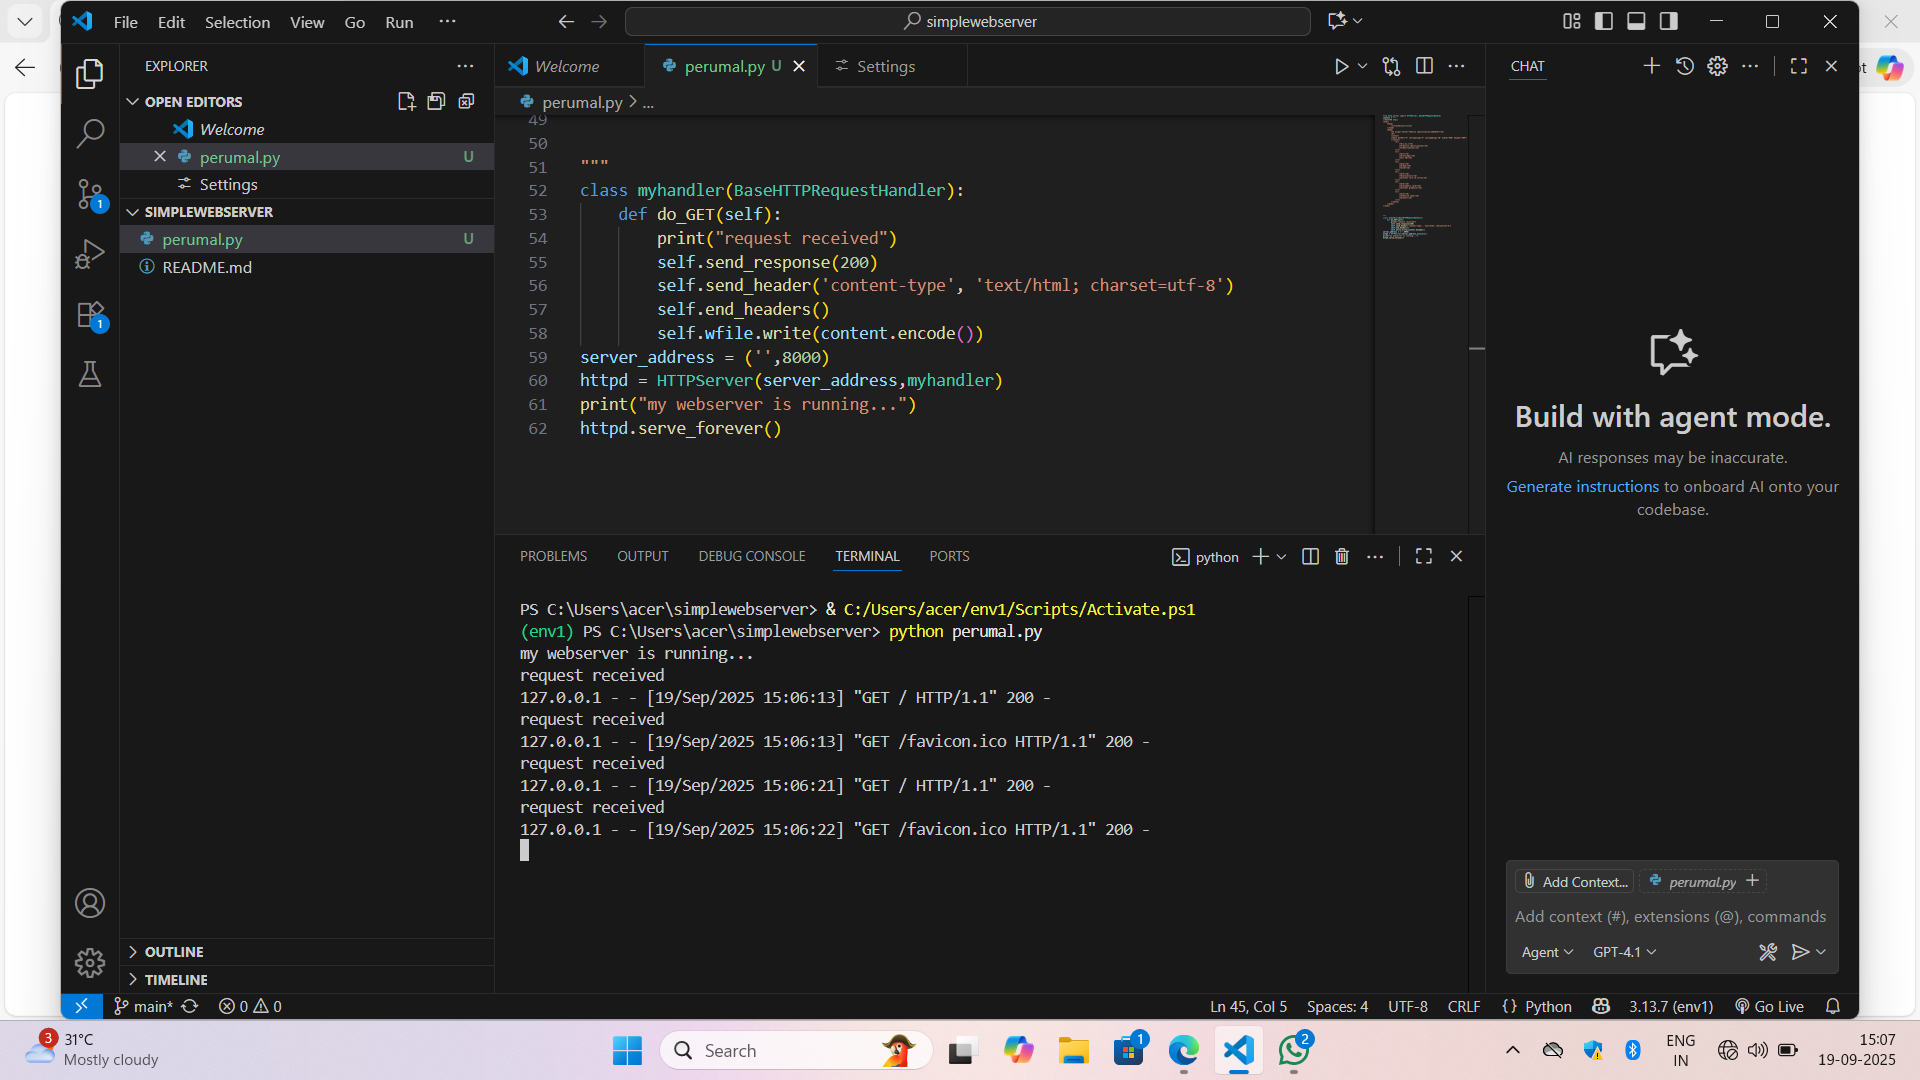 File Edit Selection View Go Run ...
simplewebserver
EXPLORER
OPEN EDITORS
Welcome
perumal.py U
Settings
SIMPLEWEBSERVER
perumal.py U
README.md
OUTLINE
TIMELINE
Welcome
perumal.py U
Settings
perumal.py > ...
49
50
51 """
52 class myhandler(BaseHTTPRequestHandler):
53 def do_GET(self):
54 print("request received")
55 self.send_response(200)
56 self.send_header('content-type', 'text/html; charset=utf-8')
57 self.end_headers()
58 self.wfile.write(content.encode())
59 server_address = ('',8000)
60 httpd = HTTPServer(server_address,myhandler)
61 print("my webserver is running...")
62 httpd.serve_forever()
PROBLEMS OUTPUT DEBUG CONSOLE TERMINAL PORTS
python
PS C:\Users\acer\simplewebserver> & C:/Users/acer/env1/Scripts/Activate.ps1
(env1) PS C:\Users\acer\simplewebserver> python perumal.py
my webserver is running...
request received
127.0.0.1 - - [19/Sep/2025 15:06:13] "GET / HTTP/1.1" 200 -
request received
127.0.0.1 - - [19/Sep/2025 15:06:13] "GET /favicon.ico HTTP/1.1" 200 -
request received
127.0.0.1 - - [19/Sep/2025 15:06:21] "GET / HTTP/1.1" 200 -
request received
127.0.0.1 - - [19/Sep/2025 15:06:22] "GET /favicon.ico HTTP/1.1" 200 -
CHAT
Build with agent mode.
AI responses may be inaccurate.
Generate instructions to onboard AI onto your
codebase.
Add Context...
perumal.py
Add context (#), extensions (@), commands
Agent
GPT-4.1
1
1
main*
0
0
Ln 45, Col 5
Spaces: 4
UTF-8
CRLF
{} Python
3.13.7 (env1)
Go Live
3
31°C
Mostly cloudy
Search
1
2
ENG
IN
15:07
19-09-2025